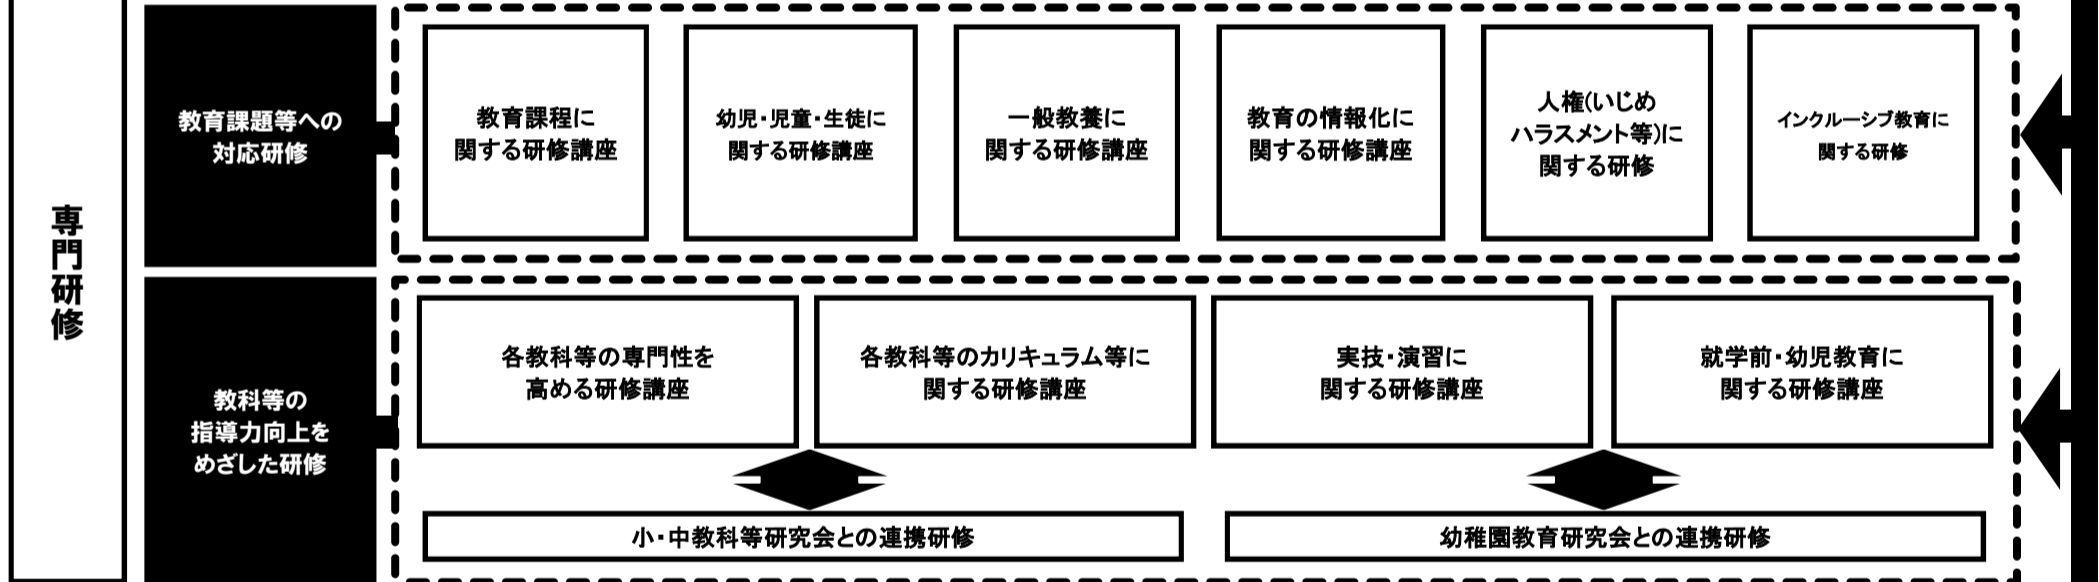 専門研修
教育課題等への
対応研修
教育課程に
関する研修講座
幼児・児童・生徒に
関する研修講座
一般教養に
関する研修講座
教育の情報化に
関する研修講座
人権(いじめ
ハラスメント等)に
関する研修
インクルーシブ教育に
関する研修
教科等の
指導力向上を
めざした研修
各教科等の専門性を
高める研修講座
各教科等のカリキュラム等に
関する研修講座
実技・演習に
関する研修講座
就学前・幼児教育に
関する研修講座
小・中教科等研究会との連携研修
幼稚園教育研究会との連携研修